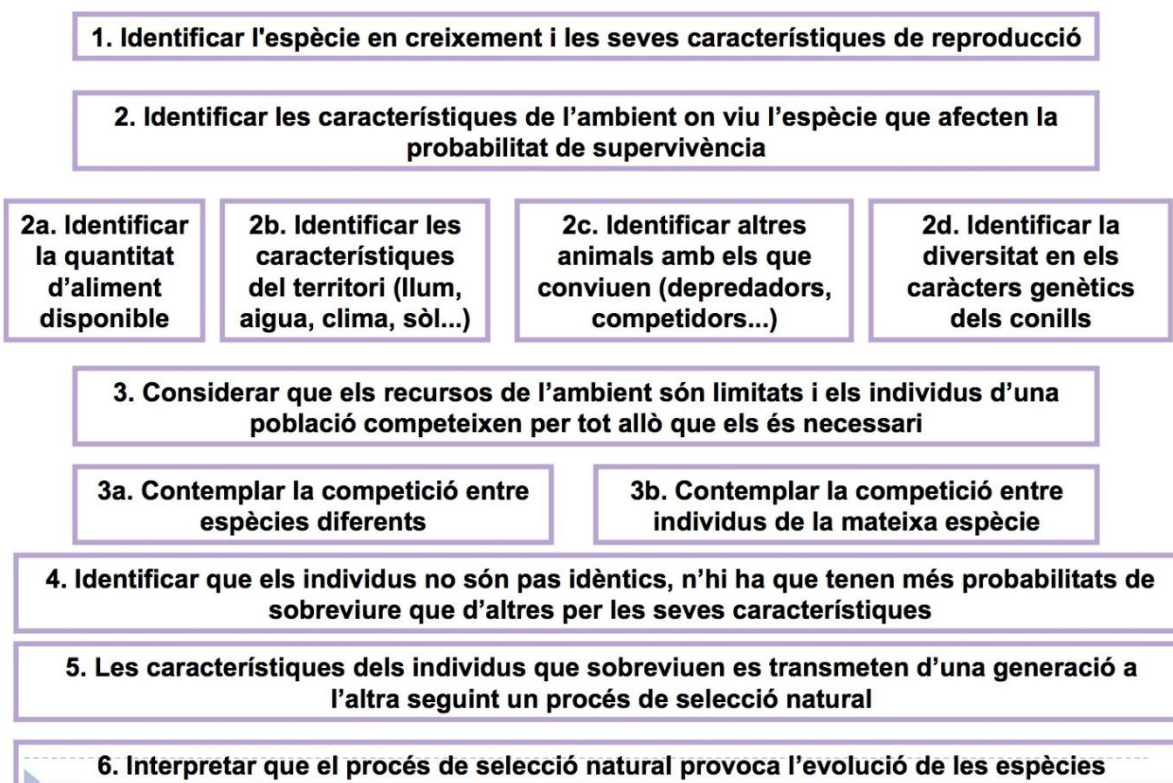 1. Identificar l'espècie en creixement i les seves característiques de reproducció
2. Identificar les característiques de l’ambient on viu l’espècie que afecten la
probabilitat de supervivència
2a. Identificar
la quantitat
d’aliment
disponible
2b. Identificar les
característiques
del territori (llum,
aigua, clima, sòl...)
2c. Identificar altres
animals amb els que
conviuen (depredadors,
competidors...)
2d. Identificar la
diversitat en els
caràcters genètics
dels conills
3. Considerar que els recursos de l’ambient són limitats i els individus d’una
població competeixen per tot allò que els és necessari
3a. Contemplar la competició entre
espècies diferents
3b. Contemplar la competició entre
individus de la mateixa espècie
4. Identificar que els individus no són pas idèntics, n’hi ha que tenen més probabilitats de
sobreviure que d’altres per les seves característiques
5. Les característiques dels individus que sobreviuen es transmeten d’una generació a
l’altra seguint un procés de selecció natural
6. Interpretar que el procés de selecció natural provoca l’evolució de les espècies